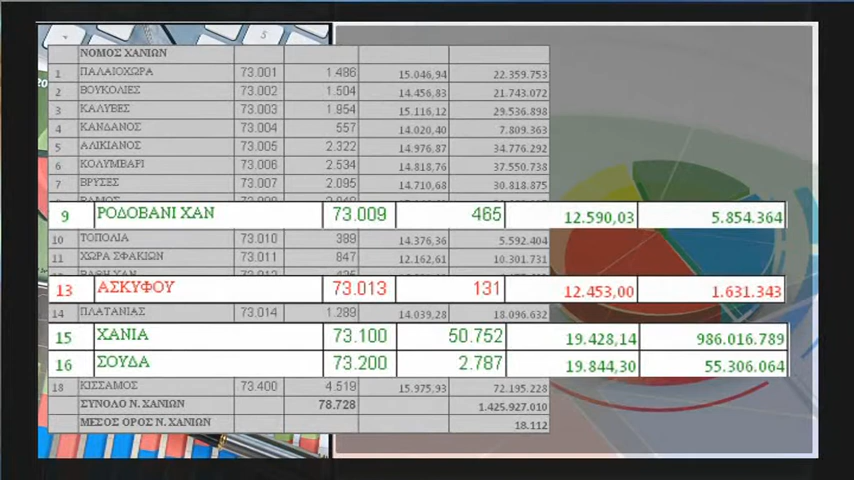 ΝΟΜΟΣ ΧΑΝΙΩΝ
1 ΠΑΛΑΙΟΧΩΡΑ 73.001 1.486 15.046,94 22.359.753
2 ΒΟΥΚΟΛΙΕΣ 73.002 1.504 14.456,83 21.743.072
3 ΚΑΛΥΒΕΣ 73.003 1.954 15.116,12 29.536.898
4 ΚΑΝΔΑΝΟΣ 73.004 557 14.020,40 7.809.363
5 ΑΛΙΚΙΑΝΟΣ 73.005 2.322 14.976,87 34.776.292
6 ΚΟΛΥΜΒΑΡΙ 73.006 2.534 14.818,76 37.550.738
7 ΒΡΥΣΕΣ 73.007 2.095 14.710,68 30.818.875
9 ΡΟΔΟΒΑΝΙ ΧΑΝ 73.009 465 12.590,03 5.854.364
10 ΤΟΠΟΛΙΑ 73.010 389 14.376,36 5.592.404
11 ΧΩΡΑ ΣΦΑΚΙΩΝ 73.011 847 12.162,61 10.301.731
13 ΑΣΚΥΦΟΥ 73.013 131 12.453,00 1.631.343
14 ΠΛΑΤΑΝΙΑΣ 73.014 1.289 14.039,28 18.096.632
15 ΧΑΝΙΑ 73.100 50.752 19.428,14 986.016.789
16 ΣΟΥΔΑ 73.200 2.787 19.844,30 55.306.064
18 ΚΙΣΣΑΜΟΣ 73.400 4.519 15.975,93 72.195.228
ΣΥΝΟΛΟ Ν. ΧΑΝΙΩΝ 78.728 1.425.927.010
ΜΕΣΟΣ ΟΡΟΣ Ν. ΧΑΝΙΩΝ 18.112